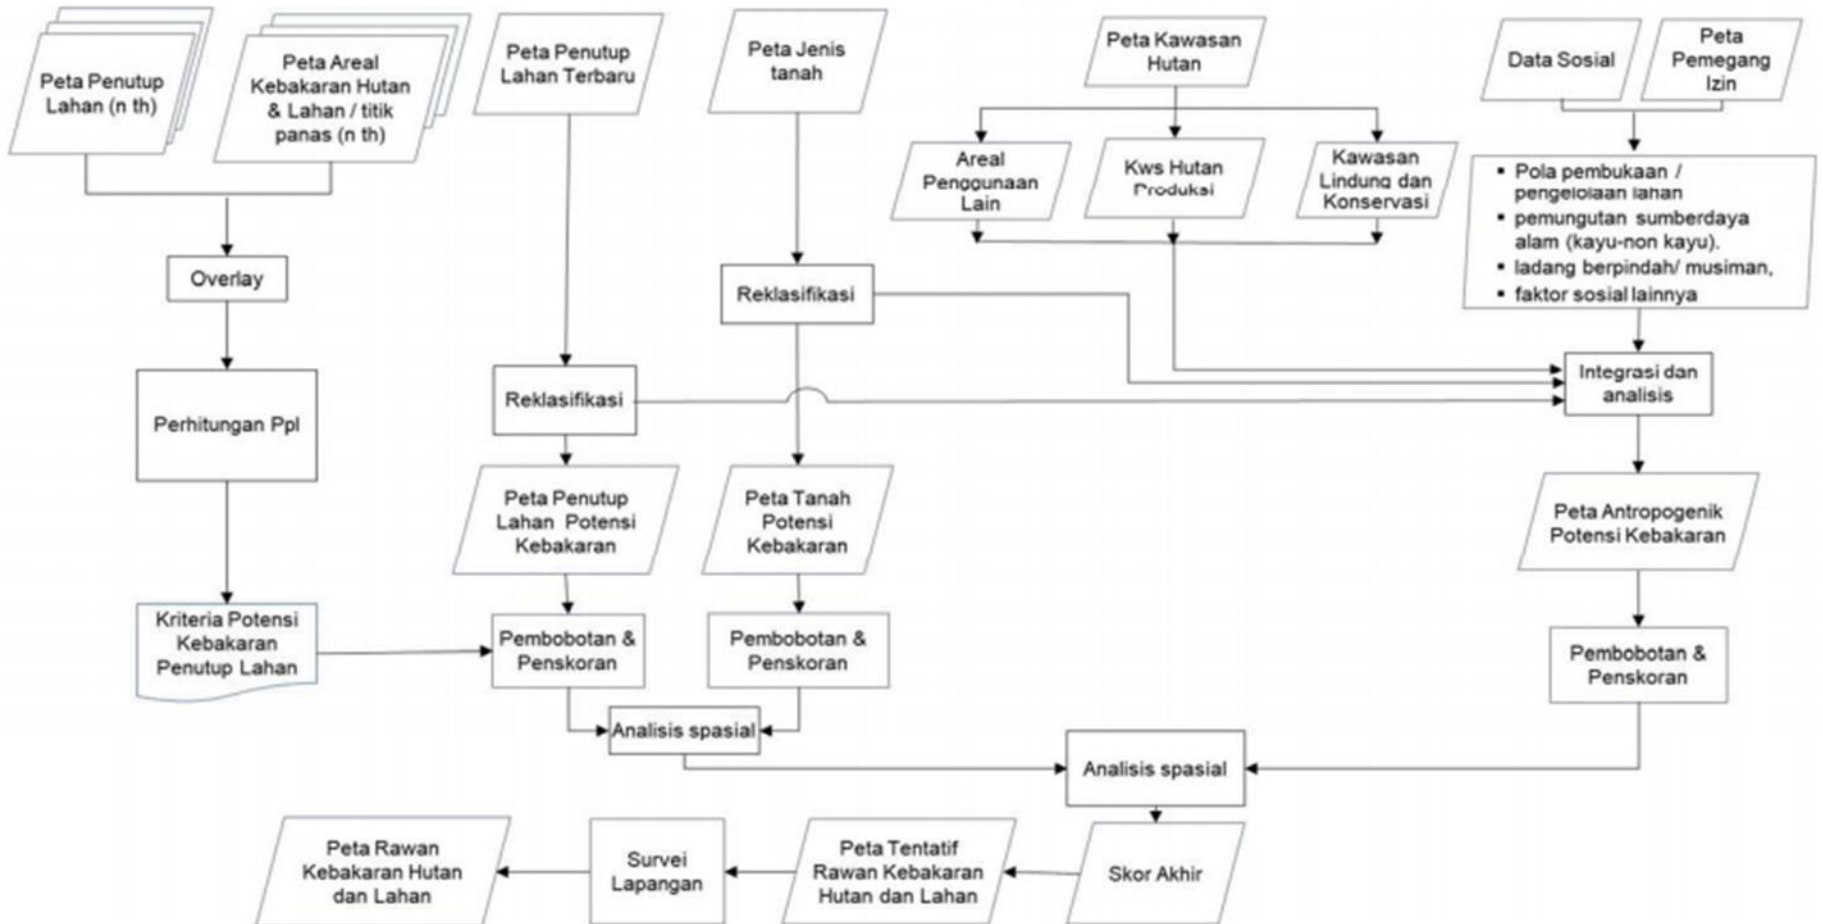 Peta Penutup
Lahan (n th)
Peta Areal
Kebakaran Hutan
& Lahan / titik
panas (n th)
Peta Penutup
Lahan Terbaru
Peta Jenis
tanah
Peta Kawasan
Hutan
Data Sosial
Peta
Pemegang
Izin
Areal
Penggunaan
Lain
Kws Hutan
Produksi
Kawasan
Lindung dan
Konservasi
▪ Pola pembukaan /
pengelolaan lahan
▪ pemungutan sumberdaya
alam (kayu-non kayu).
▪ ladang berpindah/ musiman,
▪ faktor sosial lainnya
Overlay
Reklasifikasi
Perhitungan Ppl
Reklasifikasi
Integrasi dan
analisis
Peta Penutup
Lahan Potensi
Kebakaran
Peta Tanah
Potensi
Kebakaran
Peta Antropogenik
Potensi Kebakaran
Kriteria Potensi
Kebakaran
Penutup Lahan
Pembobotan &
Penskoran
Pembobotan &
Penskoran
Pembobotan &
Penskoran
Analisis spasial
Analisis spasial
Peta Rawan
Kebakaran Hutan
dan Lahan
Survei
Lapangan
Peta Tentatif
Rawan Kebakaran
Hutan dan Lahan
Skor Akhir